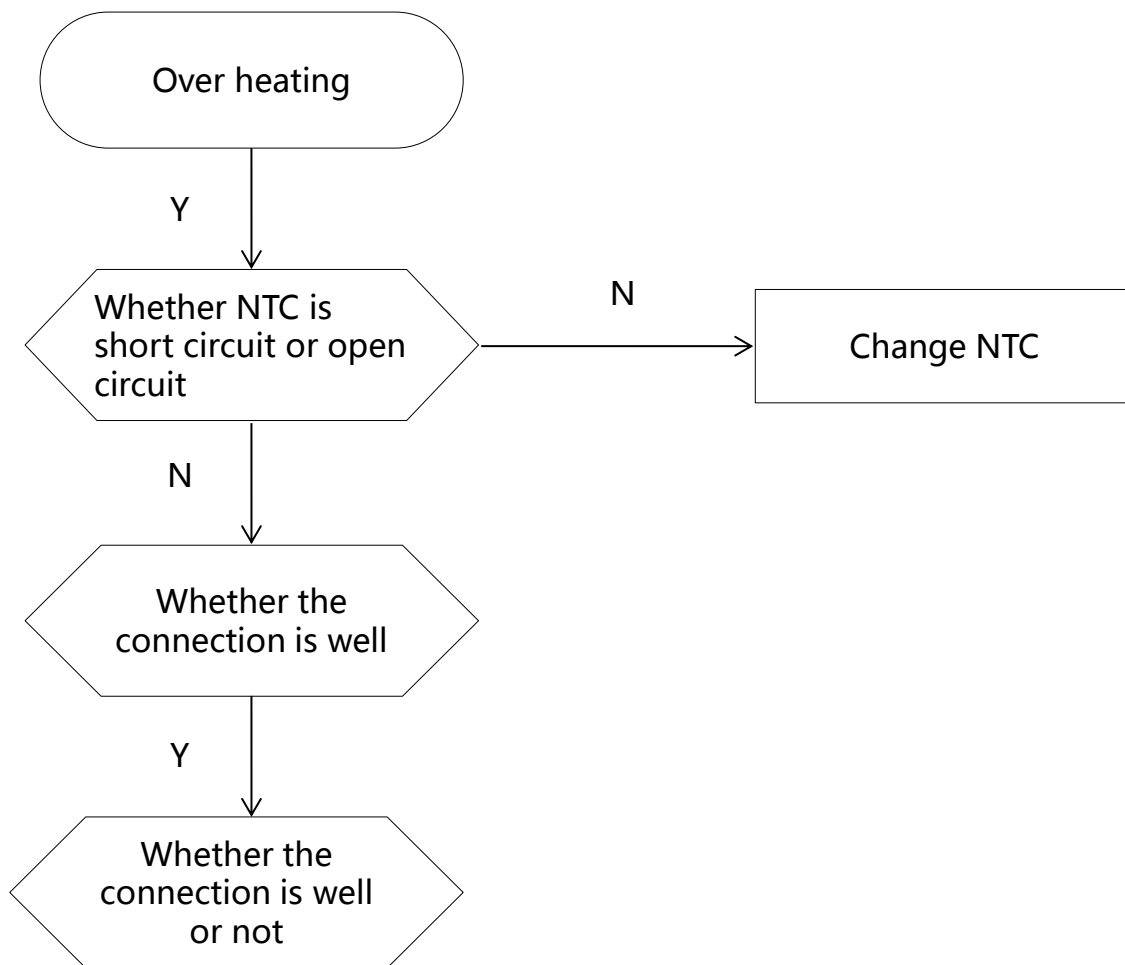 Over heating
Y
Whether NTC is
short circuit or open
circuit
N
Change NTC
N
Whether the
connection is well
Y
Whether the
connection is well
or not